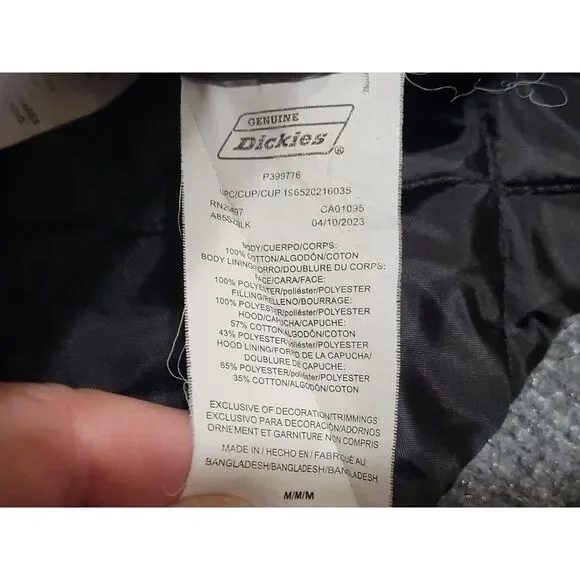 GENUINE
Dickies ®
P399776
UPC/CUP/CUP 196520216035
CA01095
04/10/2023
BODY/CUERPO/CORPS:
100% COTTON/ALGODÓN/COTON
BODY LINING/FORRO/DOUBLURE DU CORPS:
FACE/CARA/FACE:
100% POLYESTER/poliéster/POLYESTER
FILLING/RELLENO/BOURRAGE:
100% POLYESTER/poliéster/POLYESTER
HOOD/CAPUCHA/CAPUCHE:
57% COTTON/ALGODÓN/COTON
43% POLYESTER/poliéster/POLYESTER
HOOD LINING/FORRO DE LA CAPUCHA/
DOUBLURE DE CAPUCHE:
65% POLYESTER/poliéster/POLYESTER
35% COTTON/ALGODÓN/COTON
EXCLUSIVE OF DECORATION/TRIMMINGS
EXCLUSIVO PARA DECORACIÓN/ADORNOS
ORNEMENT ET GARNITURE NON COMPRIS
MADE IN / HECHO EN / FABRIQUÉ AU
BANGLADESH/BANGLADESH/BANGLADESH
M/M/M